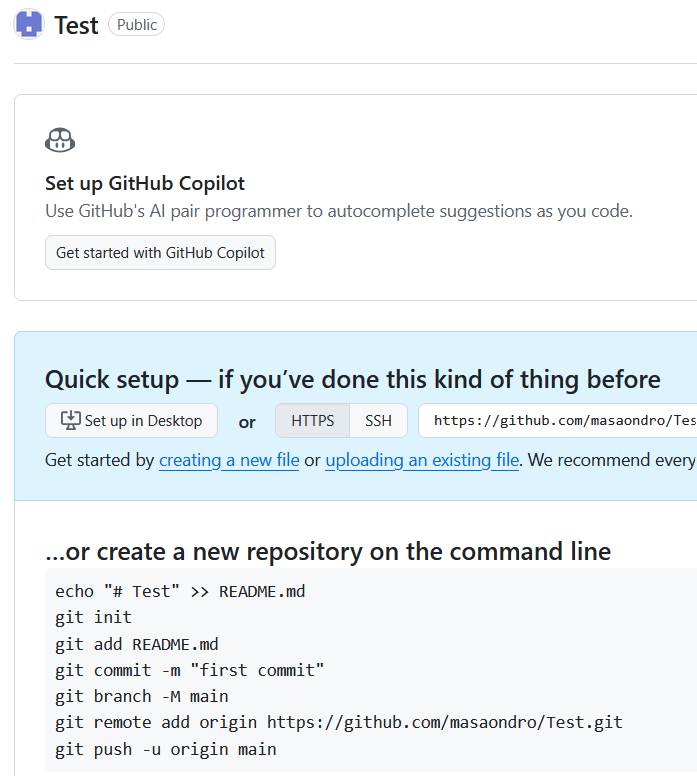 Test Public
Set up GitHub Copilot
Use GitHub's AI pair programmer to autocomplete suggestions as you code.
Get started with GitHub Copilot
Quick setup — if you’ve done this kind of thing before
Set up in Desktop or HTTPS SSH https://github.com/masaondro/Tes
Get started by creating a new file or uploading an existing file. We recommend every
…or create a new repository on the command line
echo "# Test" >> README.md
git init
git add README.md
git commit -m "first commit"
git branch -M main
git remote add origin https://github.com/masaondro/Test.git
git push -u origin main